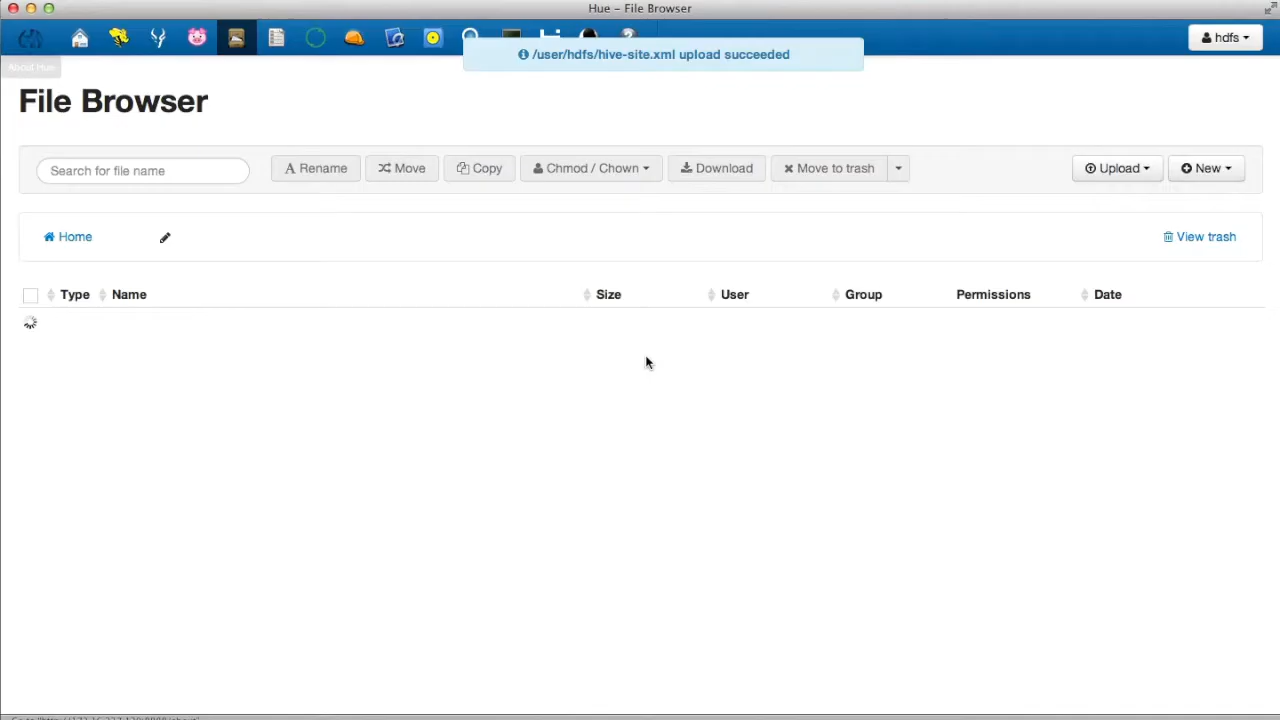 Hue - File Browser
hdfs
/user/hdfs/hive-site.xml upload succeeded
About Hue
File Browser
Search for file name
Rename
Move
Copy
Chmod / Chown
Download
Move to trash
Upload
New
Home
View trash
Type
Name
Size
User
Group
Permissions
Date